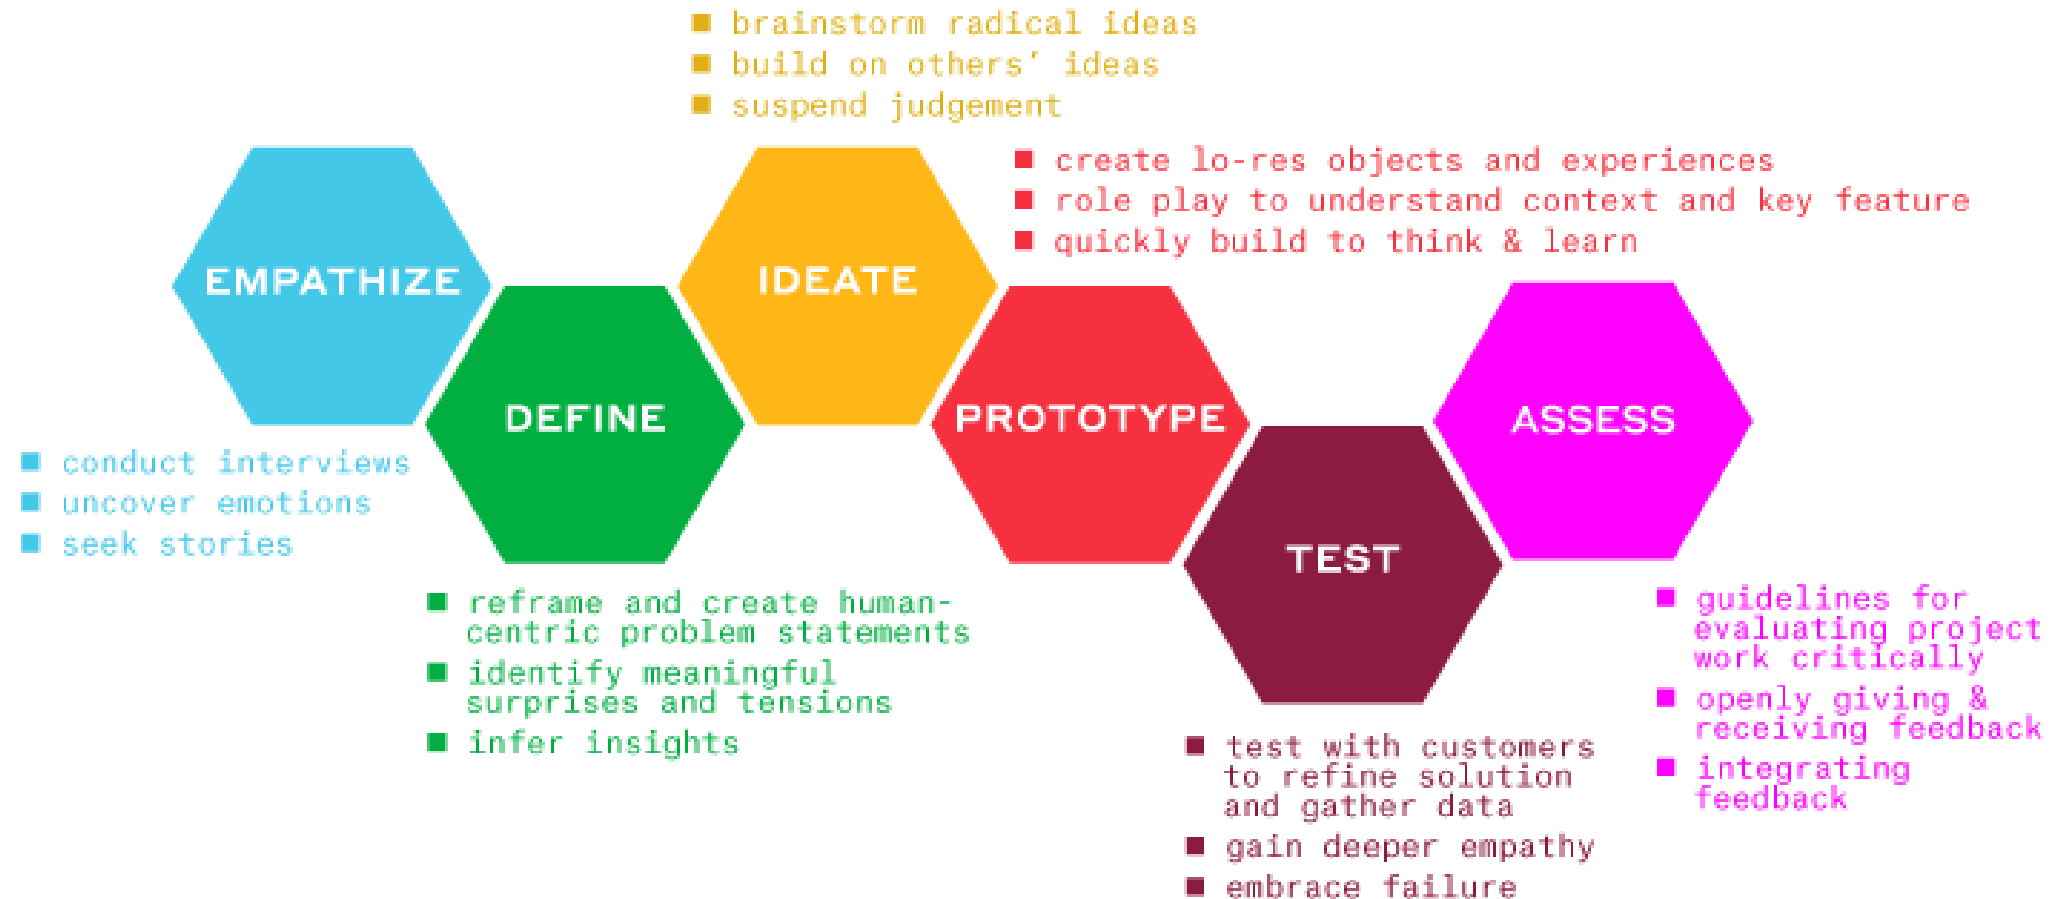 ■ brainstorm radical ideas
■ build on others' ideas
■ suspend judgement
■ create lo-res objects and experiences
■ role play to understand context and key feature
■ quickly build to think & learn
EMPATHIZE
IDEATE
DEFINE
PROTOTYPE
ASSESS
TEST
■ conduct interviews
■ uncover emotions
■ seek stories
■ reframe and create human-
centric problem statements
■ identify meaningful
surprises and tensions
■ infer insights
■ test with customers
to refine solution
and gather data
■ gain deeper empathy
■ embrace failure
■ guidelines for
evaluating project
work critically
■ openly giving &
receiving feedback
■ integrating
feedback